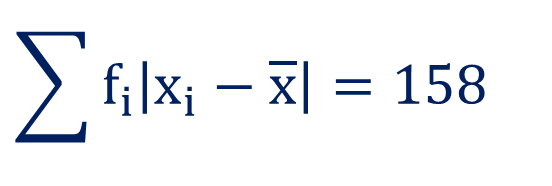 ∑ fᵢ|xᵢ − x̅| = 158